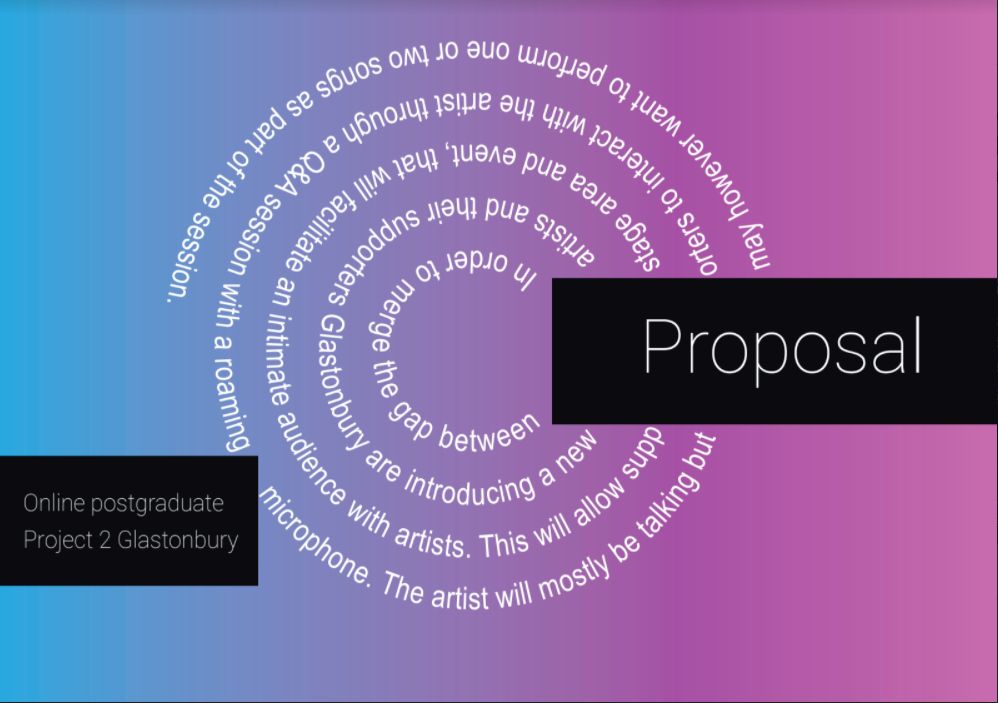 In order to merge the gap between
artists and their supporters Glastonbury are introducing a new
stage area and event, that will facilitate an intimate audience with artists. This will allow supp
orters to interact with the artist through a Q&A session with a roaming
microphone. The artist will mostly be talking but
may however want to perform one or two songs as part of the session.
Proposal
Online postgraduate
Project 2 Glastonbury